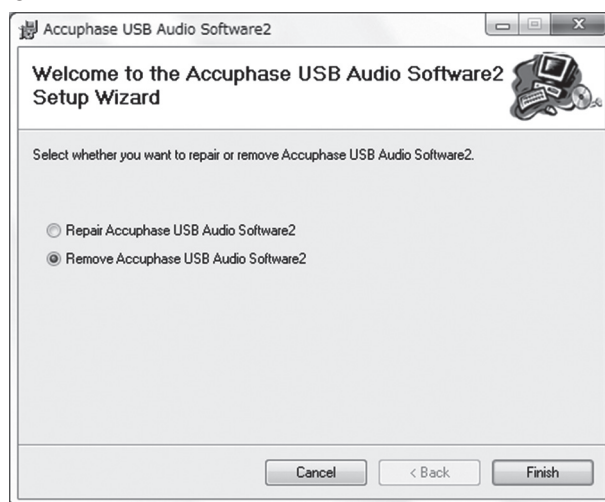 Accuphase USB Audio Software2
Welcome to the Accuphase USB Audio Software2
Setup Wizard
Select whether you want to repair or remove Accuphase USB Audio Software2.
Repair Accuphase USB Audio Software2
Remove Accuphase USB Audio Software2
Cancel
< Back
Finish